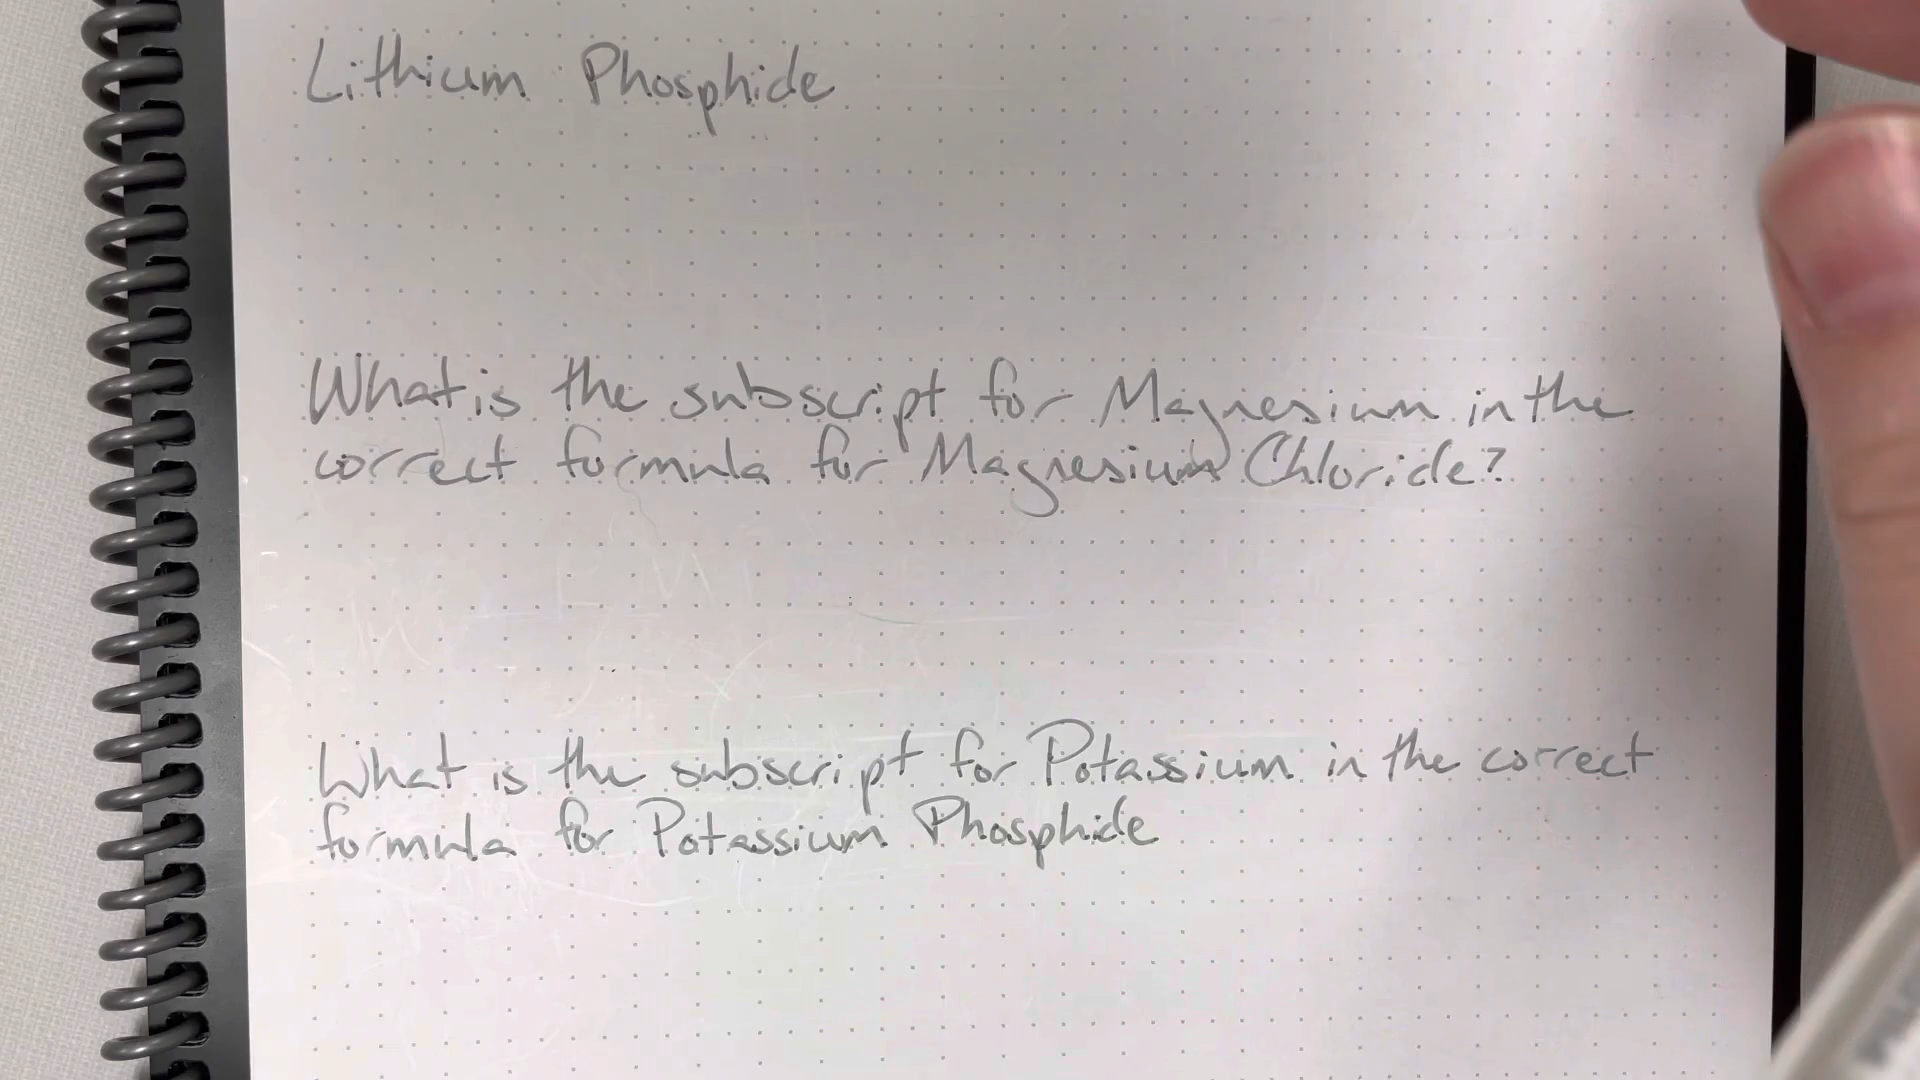 Lithium Phosphide
What is the subscript for Magnesium in the
correct formula for Magnesium Chloride?
What is the subscript for Potassium in the correct
formula for Potassium Phosphide